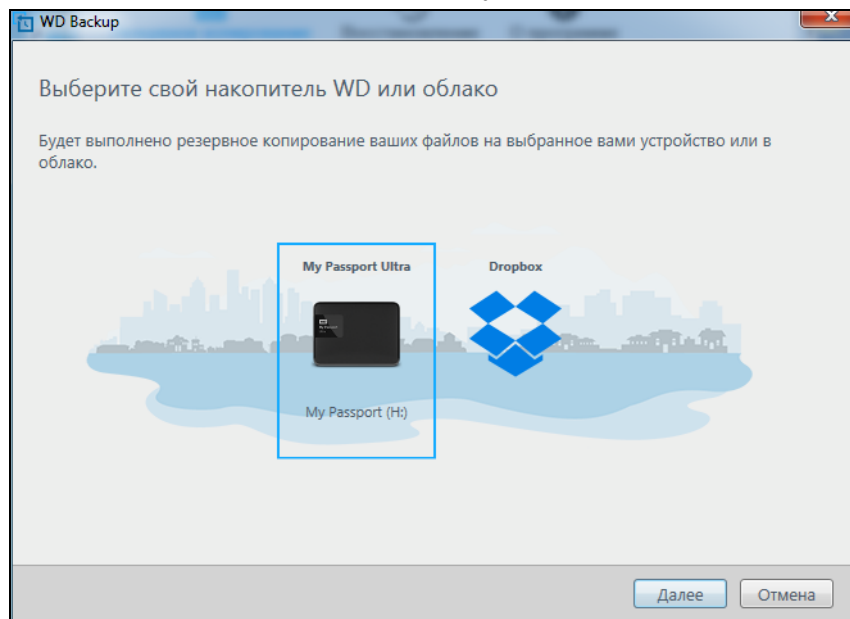 WD Backup
Выберите свой накопитель WD или облако
Будет выполнено резервное копирование ваших файлов на выбранное вами устройство или в
облако.
My Passport Ultra
Dropbox
My Passport (H:)
Далее
Отмена